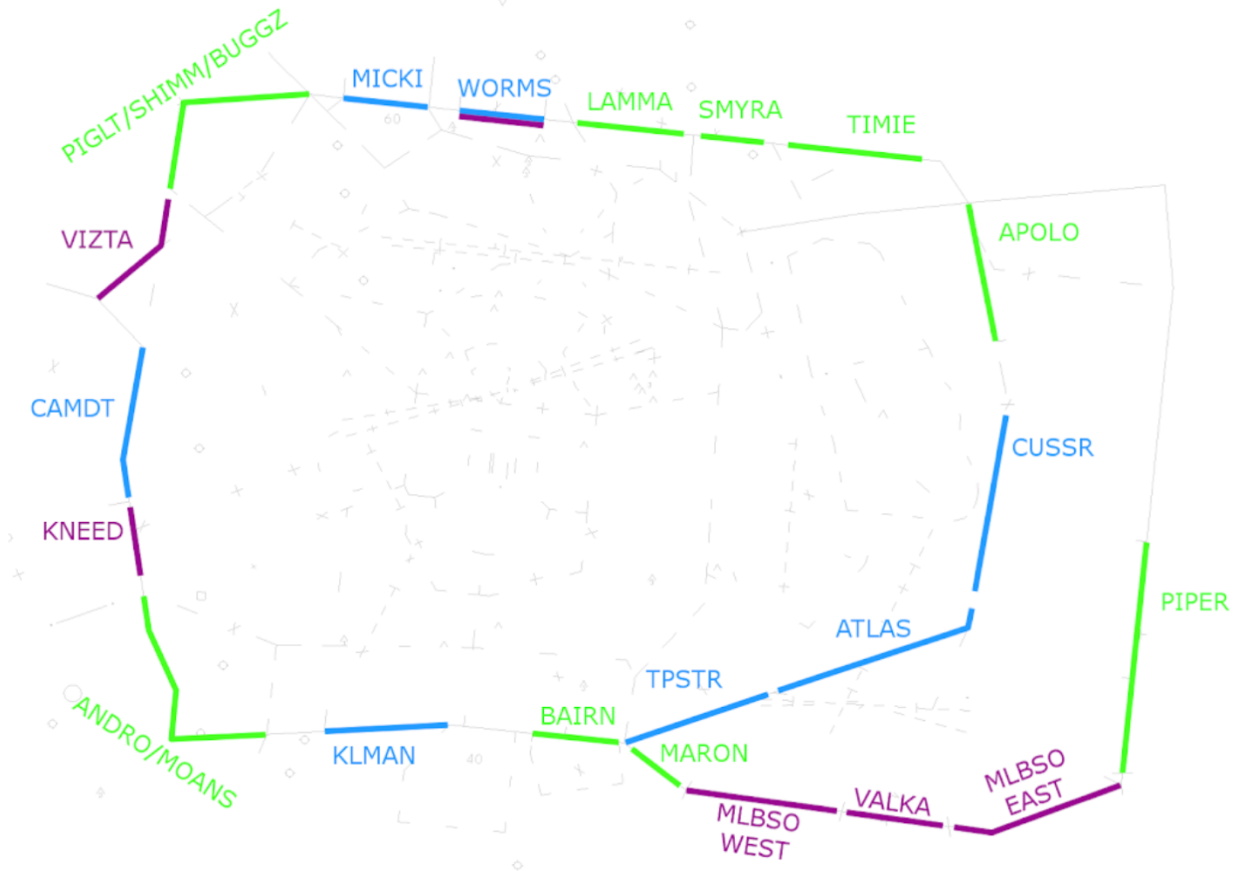 PIGLT/SHIMM/BUGGZ
MICKI
WORMS
LAMMA
SMYRA
TIMIE
60
VIZTA
APOLO
CAMDT
CUSSR
KNEED
PIPER
ATLAS
TPSTR
ANDRO/MOANS
BAIRN
KLMAN
MARON
40
MLBSO
EAST
VALKA
MLBSO
WEST